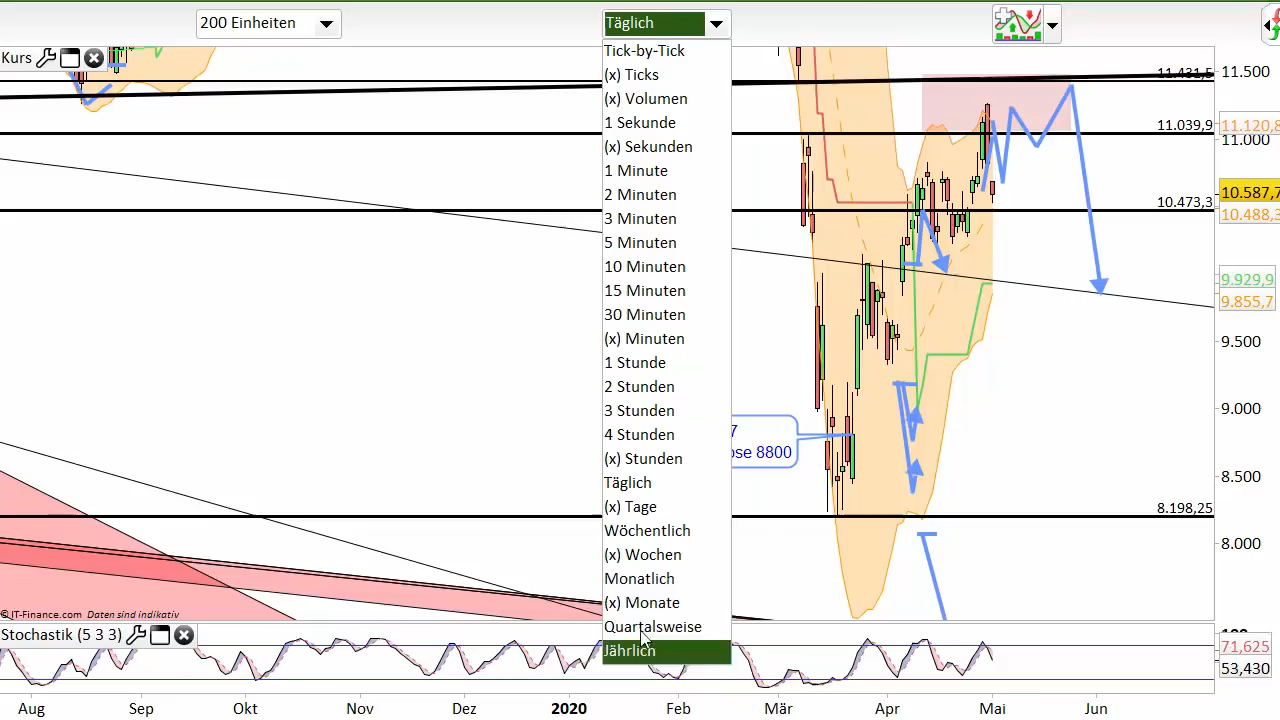 200 Einheiten
Täglich
Kurs
Tick-by-Tick
(x) Ticks
(x) Volumen
1 Sekunde
(x) Sekunden
1 Minute
2 Minuten
3 Minuten
5 Minuten
10 Minuten
15 Minuten
30 Minuten
(x) Minuten
1 Stunde
2 Stunden
3 Stunden
4 Stunden
(x) Stunden
Täglich
(x) Tage
Wöchentlich
(x) Wochen
Monatlich
(x) Monate
Quartalsweise
Jährlich
11.431,5
11.500
11.039,9
11.120,8
11.000
10.587,7
10.473,3
10.488,3
9.929,9
9.855,7
9.500
9.000
7
ose 8800
8.500
8.198,25
8.000
© IT-Finance.com Daten sind indikativ
Stochastik (5 3 3)
71,625
53,430
Aug Sep Okt Nov Dez 2020 Feb Mär Apr Mai Jun